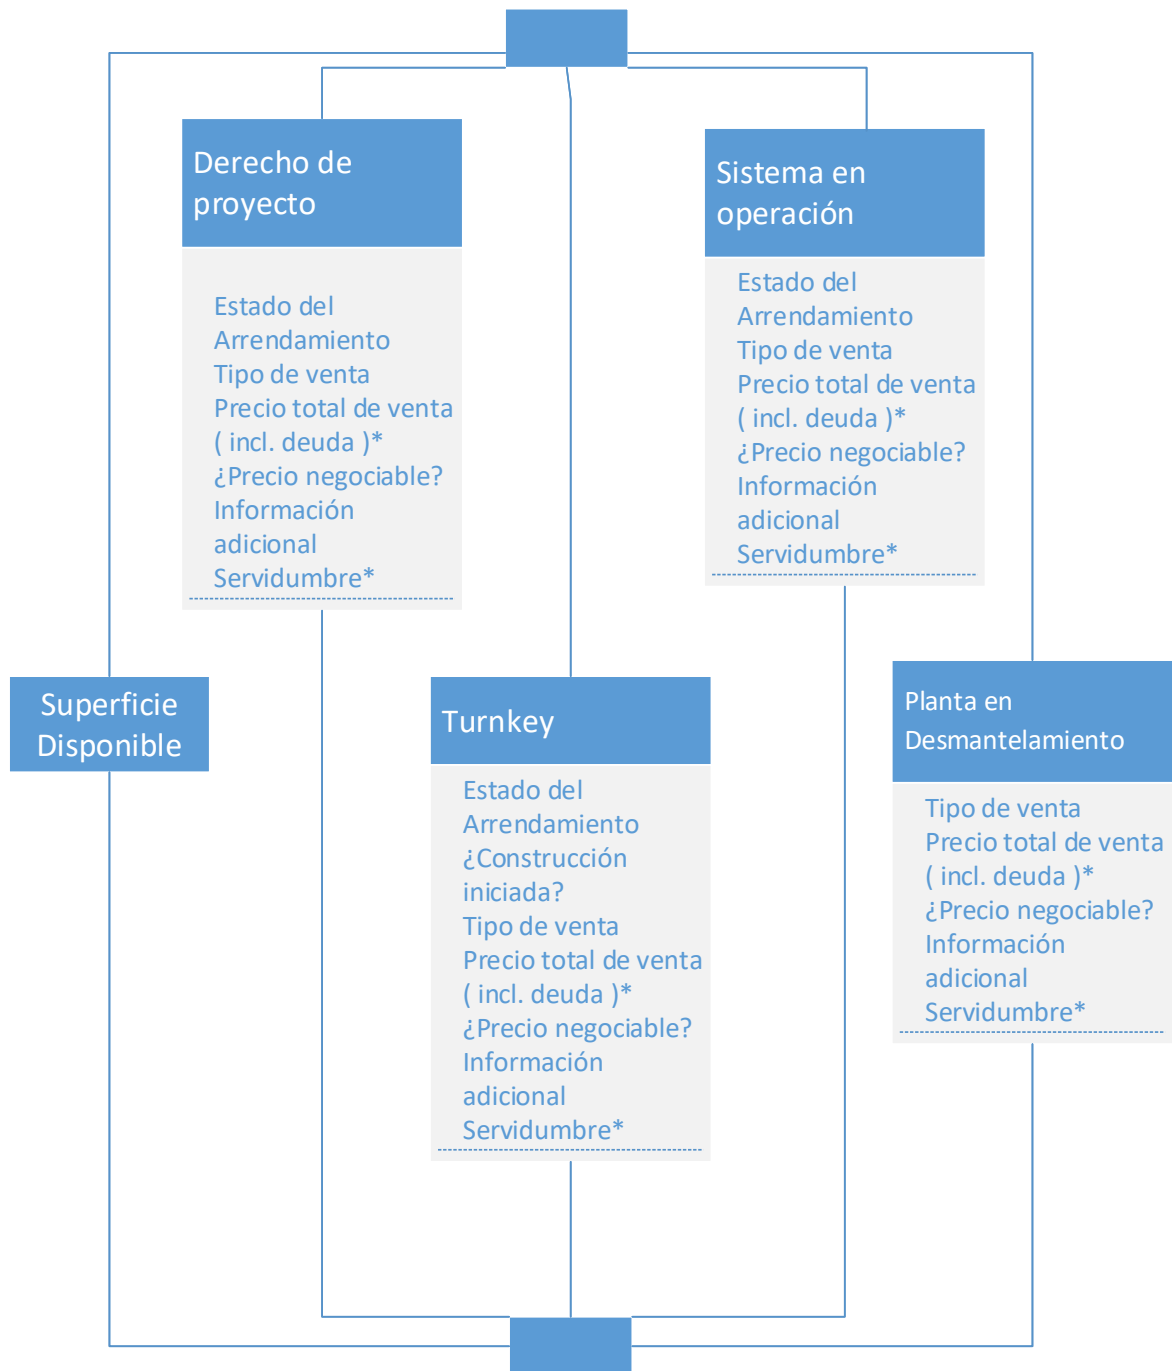 Derecho de
proyecto
Estado del
Arrendamiento
Tipo de venta
Precio total de venta
( incl. deuda )*
¿Precio negociable?
Información
adicional
Servidumbre*
Sistema en
operación
Estado del
Arrendamiento
Tipo de venta
Precio total de venta
( incl. deuda )*
¿Precio negociable?
Información
adicional
Servidumbre*
Superficie
Disponible
Turnkey
Estado del
Arrendamiento
¿Construcción
iniciada?
Tipo de venta
Precio total de venta
( incl. deuda )*
¿Precio negociable?
Información
adicional
Servidumbre*
Planta en
Desmantelamiento
Tipo de venta
Precio total de venta
( incl. deuda )*
¿Precio negociable?
Información
adicional
Servidumbre*